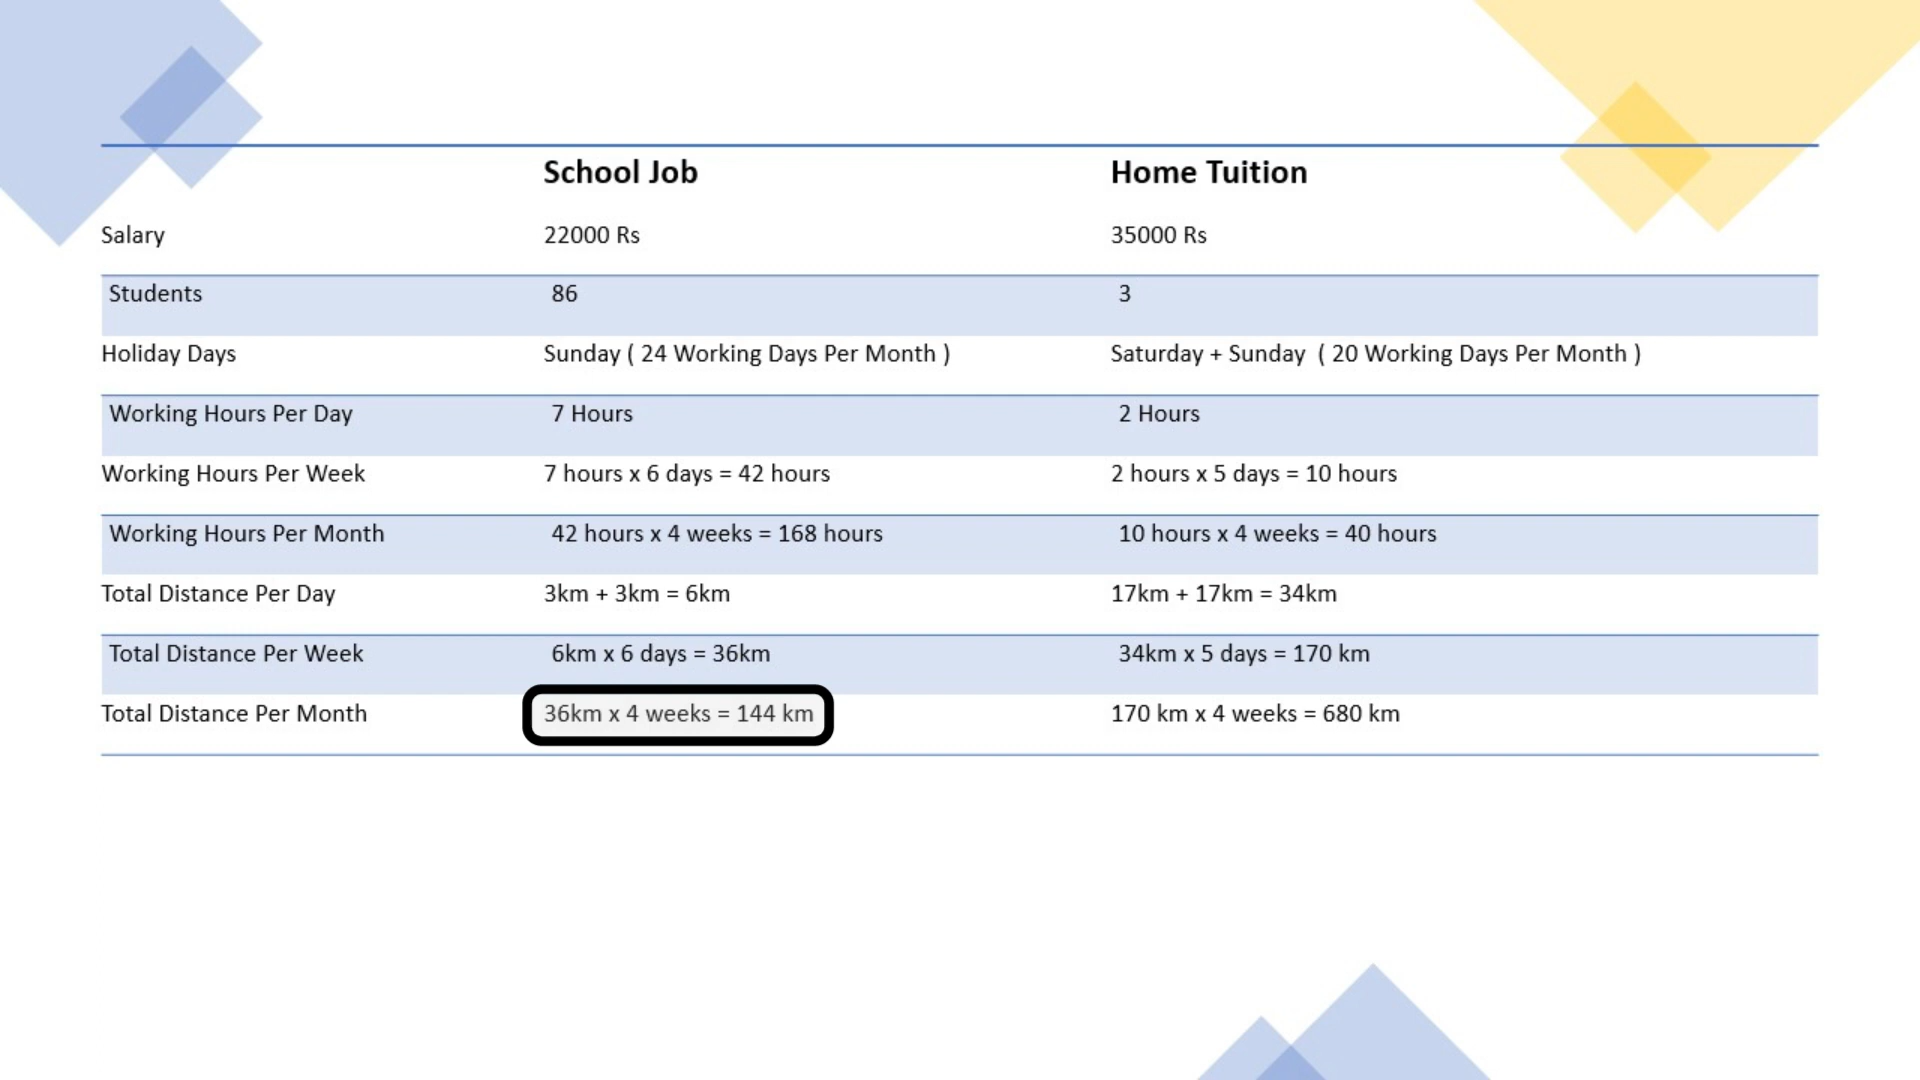 School Job Home Tuition
Salary 22000 Rs 35000 Rs
Students 86 3
Holiday Days Sunday ( 24 Working Days Per Month ) Saturday + Sunday ( 20 Working Days Per Month )
Working Hours Per Day 7 Hours 2 Hours
Working Hours Per Week 7 hours x 6 days = 42 hours 2 hours x 5 days = 10 hours
Working Hours Per Month 42 hours x 4 weeks = 168 hours 10 hours x 4 weeks = 40 hours
Total Distance Per Day 3km + 3km = 6km 17km + 17km = 34km
Total Distance Per Week 6km x 6 days = 36km 34km x 5 days = 170 km
Total Distance Per Month 36km x 4 weeks = 144 km 170 km x 4 weeks = 680 km